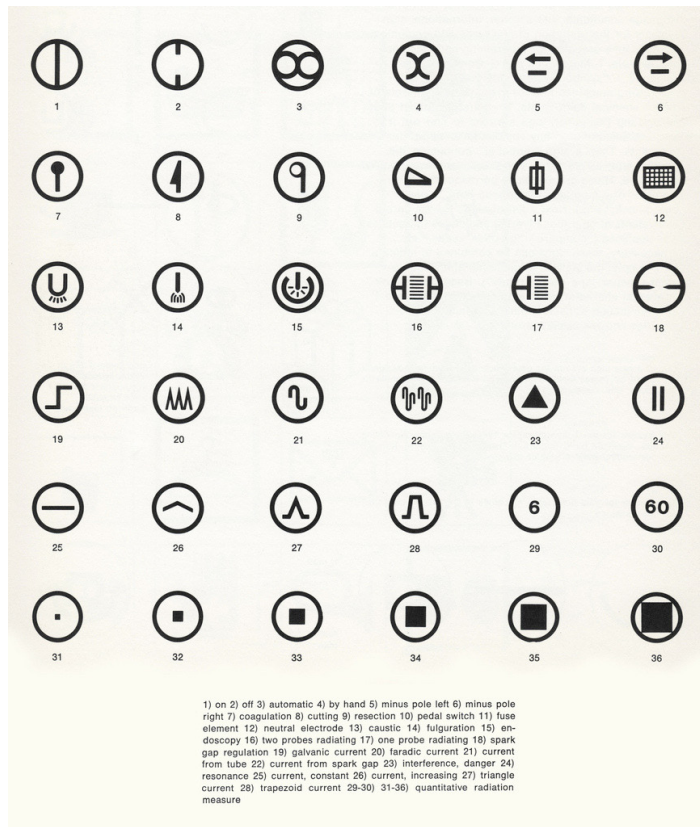 1 2 3 4 5 6
7 8 9 10 11 12
13 14 15 16 17 18
19 20 21 22 23 24
6 60
25 26 27 28 29 30
31 32 33 34 35 36
1) on 2) off 3) automatic 4) by hand 5) minus pole left 6) minus pole
right 7) coagulation 8) cutting 9) resection 10) pedal switch 11) fuse
element 12) neutral electrode 13) caustic 14) fulguration 15) en-
doscopy 16) two probes radiating 17) one probe radiating 18) spark
gap regulation 19) galvanic current 20) faradic current 21) current
from tube 22) current from spark gap 23) interference, danger 24)
resonance 25) current, constant 26) current, increasing 27) triangle
current 28) trapezoid current 29-30) 31-36) quantitative radiation
measure